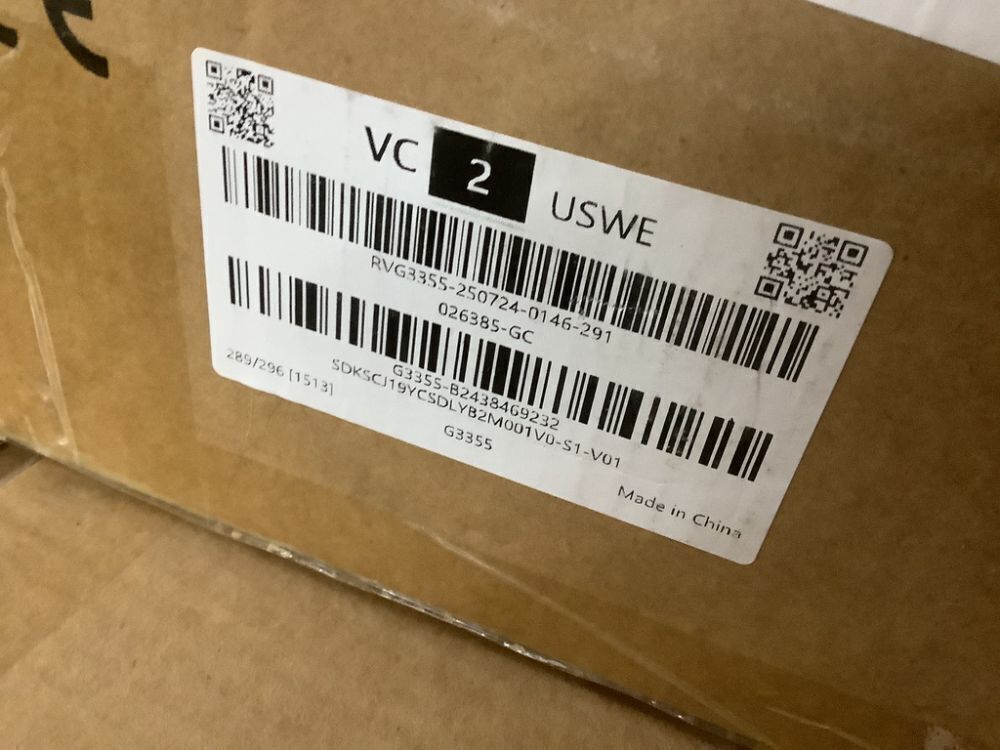 VC 2 USWE
RVG3355-250724-0146-291
026385-GC
G3355-B2438469232
SDKSCJ19YCSDLYB2M001V0-S1-V01
289/296 [1513]
G3355
Made in China